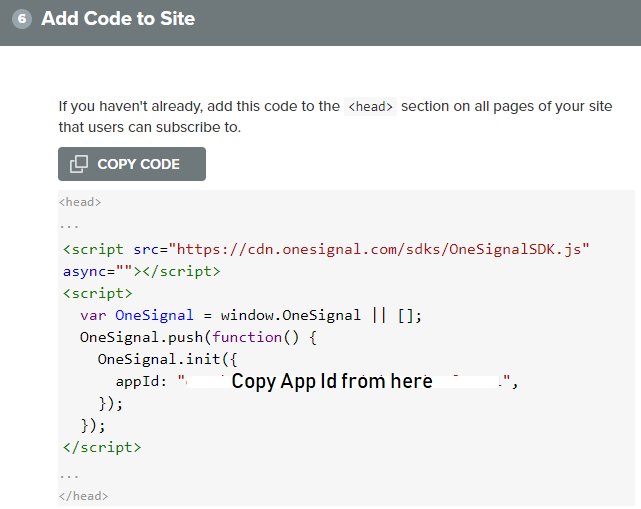 6 Add Code to Site
If you haven't already, add this code to the <head> section on all pages of your site
that users can subscribe to.
COPY CODE
<head>
...
<script src="https://cdn.onesignal.com/sdks/OneSignalSDK.js"
async=""></script>
<script>
var OneSignal = window.OneSignal || [];
OneSignal.push(function() {
OneSignal.init({
appId: "Copy App Id from here",
});
});
</script>
...
</head>